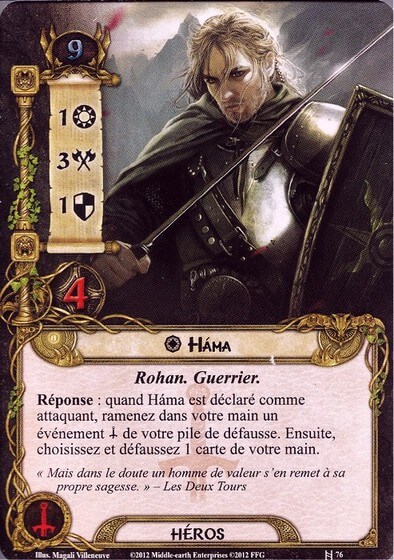 9
1
3
1
4
Háma
Rohan. Guerrier.
Réponse : quand Háma est déclaré comme
attaquant, ramenez dans votre main un
événement de votre pile de défausse. Ensuite,
choisissez et défaussez 1 carte de votre main.
« Mais dans le doute un homme de valeur s'en remet à sa
propre sagesse. » – Les Deux Tours
HÉROS
Illus. Magali Villeneuve ©2012 Middle-earth Enterprises ©2012 FFG 76